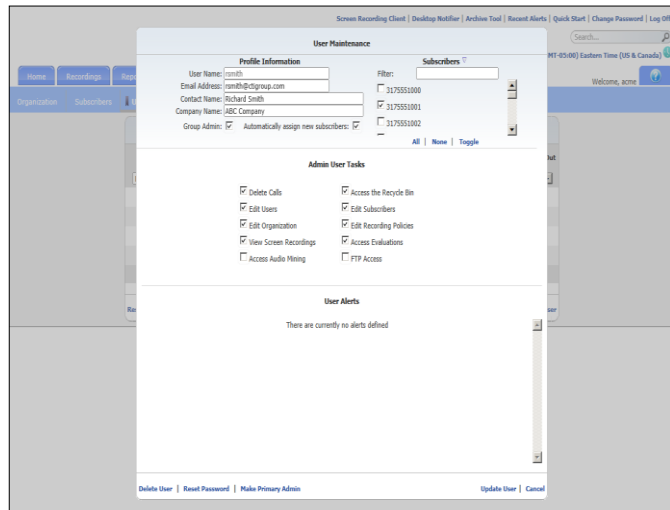 Screen Recording Client | Desktop Notifier | Archive Tool | Recent Alerts | Quick Start | Change Password | Log Off
Search...
MT-05:00) Eastern Time (US & Canada)
Home Recordings Repo
Welcome, acme
Organization Subscribers U
User Maintenance
Profile Information
User Name: rsmith
Email Address: rsmith@ctigroup.com
Contact Name: Richard Smith
Company Name: ABC Company
Group Admin: Automatically assign new subscribers:
Subscribers
Filter:
3175551000
3175551001
3175551002
All | None | Toggle
Admin User Tasks
Out
Delete Calls Access the Recycle Bin
Edit Users Edit Subscribers
Edit Organization Edit Recording Policies
View Screen Recordings Access Evaluations
Access Audio Mining FTP Access
User Alerts
Res
ser
There are currently no alerts defined
Delete User | Reset Password | Make Primary Admin
Update User | Cancel